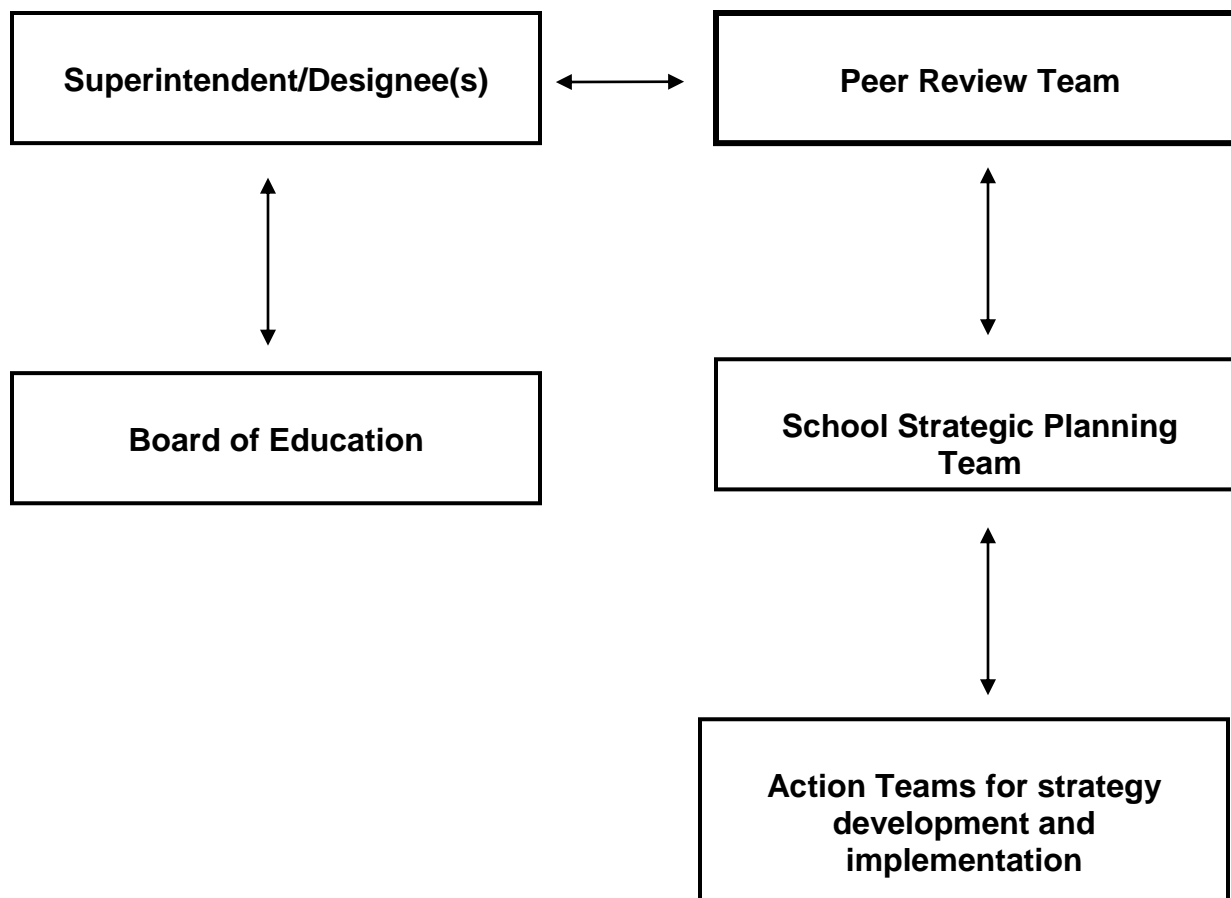 Superintendent/Designee(s)
Peer Review Team
Board of Education
School Strategic Planning
Team
Action Teams for strategy
development and
implementation